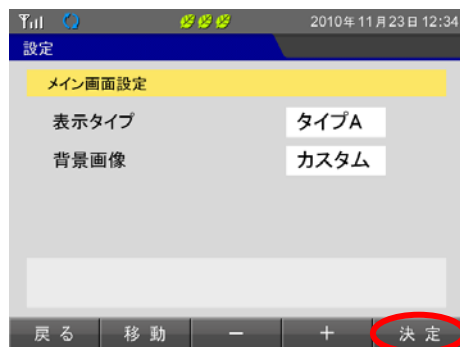 2010年11月23日 12:34
設定
メイン画面設定
表示タイプ タイプA
背景画像 カスタム
戻る 移動 － ＋ 決定